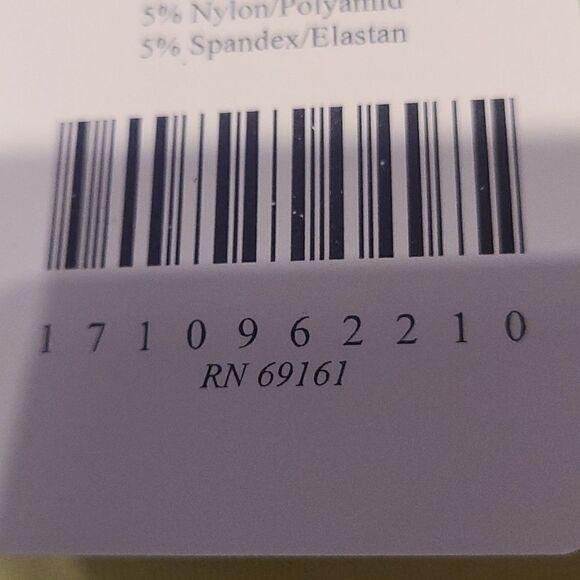 5% Nylon/Polyamid
5% Spandex/Elastan
1 7 1 0 9 6 2 2 1 0
RN 69161